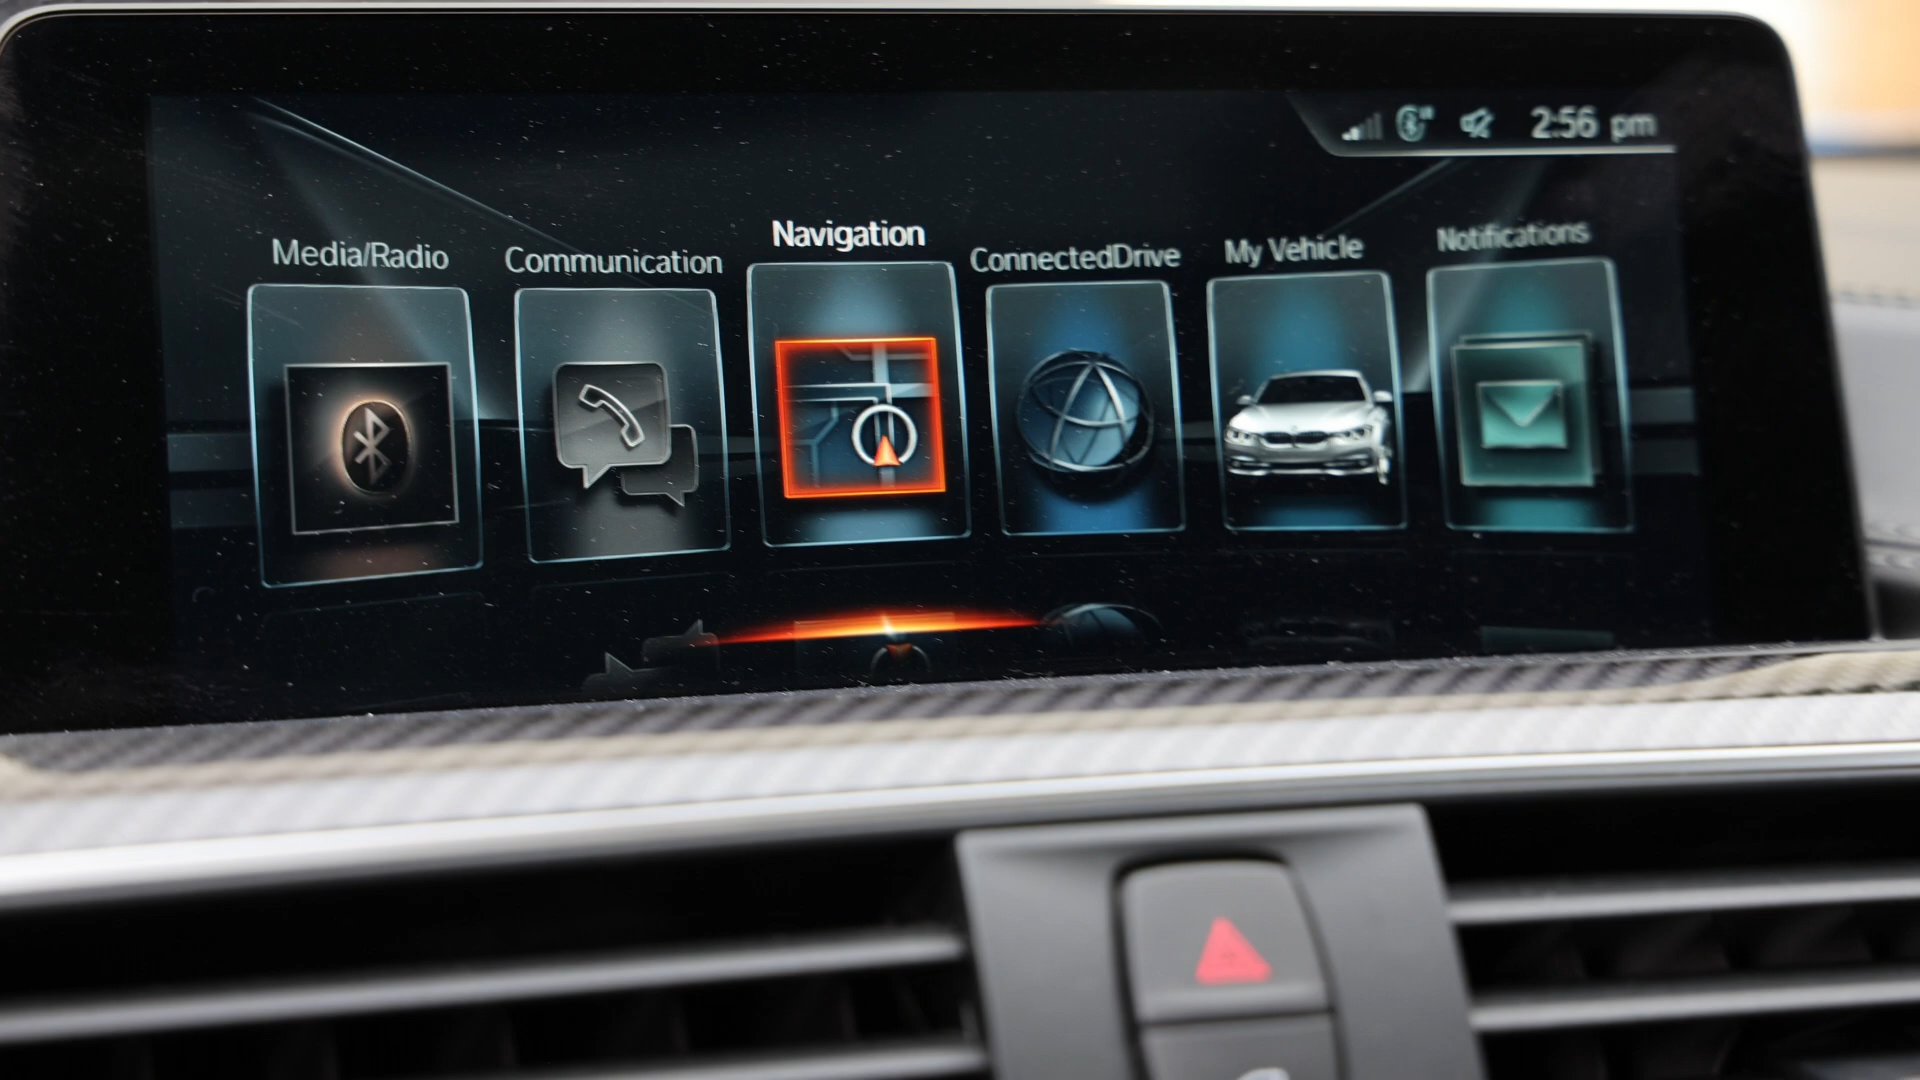 2:56 pm
Media/Radio
Communication
Navigation
ConnectedDrive
My Vehicle
Notifications